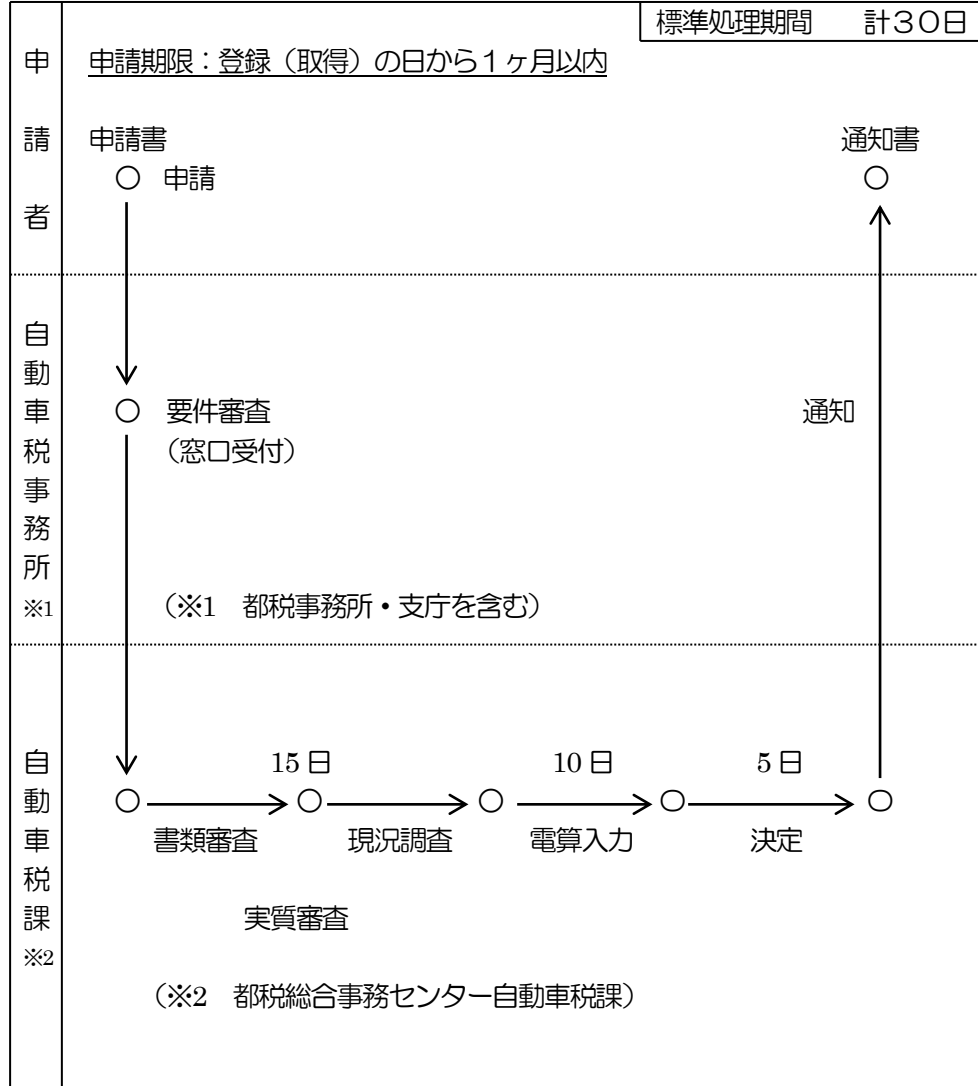 標準処理期間　計３０日
申請者
申請期限：登録（取得）の日から１ヶ月以内
申請書
通知書
申請
自動車税事務所
※1
要件審査
（窓口受付）
通知
（※1　都税事務所・支庁を含む）
自動車税課
※2
15日
10日
5日
書類審査
現況調査
電算入力
決定
実質審査
（※2　都税総合事務センター自動車税課）